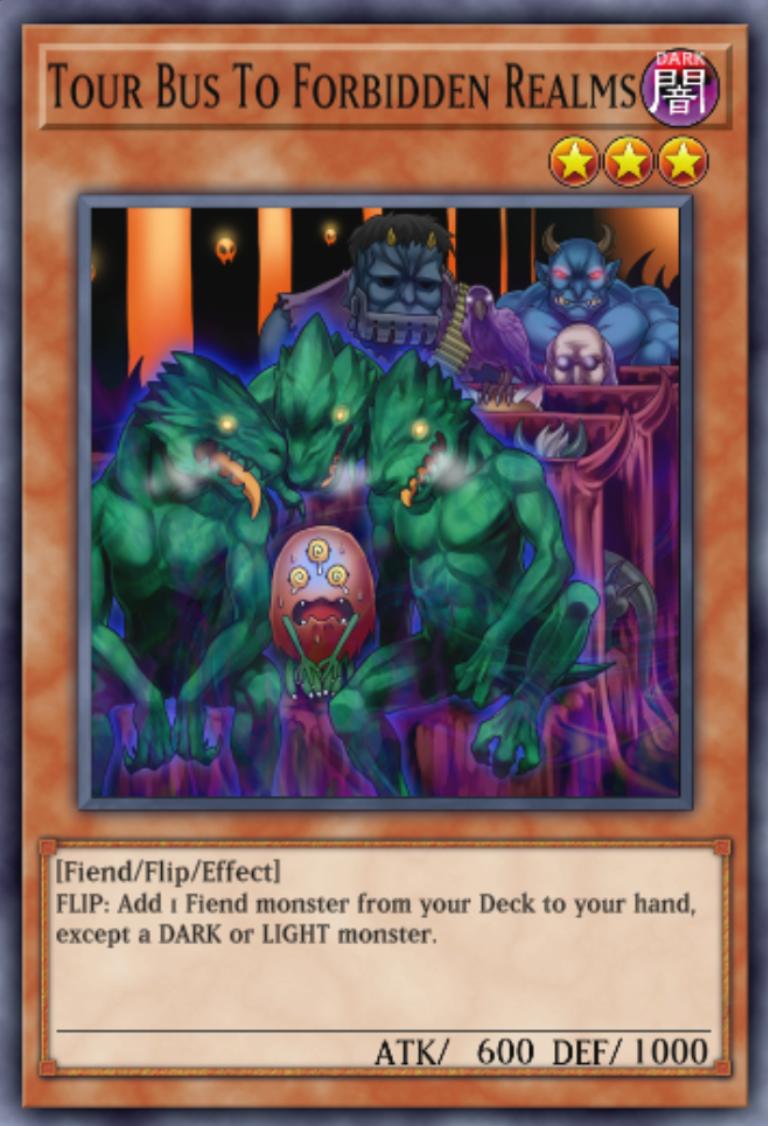 Tour Bus To Forbidden Realms
DARK
闇
[Fiend/Flip/Effect]
FLIP: Add 1 Fiend monster from your Deck to your hand,
except a DARK or LIGHT monster.
ATK/ 600 DEF/ 1000